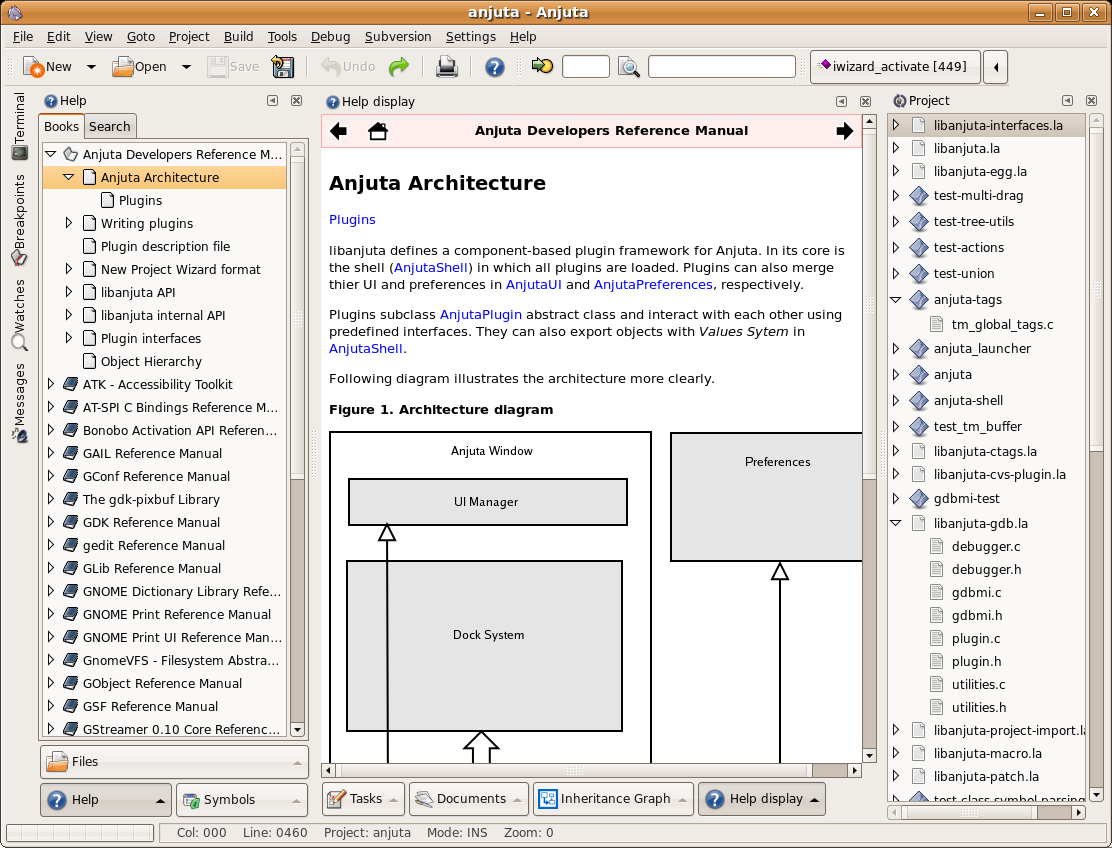 anjuta - Anjuta
File Edit View Goto Project Build Tools Debug Subversion Settings Help
New Open Save Undo iwizard_activate [449]
Terminal
Breakpoints
Watches
Messages
Help
Books Search
Anjuta Developers Reference M...
Anjuta Architecture
Plugins
Writing plugins
Plugin description file
New Project Wizard format
libanjuta API
libanjuta internal API
Plugin interfaces
Object Hierarchy
ATK - Accessibility Toolkit
AT-SPI C Bindings Reference M...
Bonobo Activation API Referen...
GAIL Reference Manual
GConf Reference Manual
The gdk-pixbuf Library
GDK Reference Manual
gedit Reference Manual
GLib Reference Manual
GNOME Dictionary Library Refe...
GNOME Print Reference Manual
GNOME Print UI Reference Man...
GnomeVFS - Filesystem Abstra...
GObject Reference Manual
GSF Reference Manual
GStreamer 0.10 Core Referenc...
Files
Help Symbols
Help display
Anjuta Developers Reference Manual
Anjuta Architecture
Plugins
libanjuta defines a component-based plugin framework for Anjuta. In its core is
the shell (AnjutaShell) in which all plugins are loaded. Plugins can also merge
thier UI and preferences in AnjutaUI and AnjutaPreferences, respectively.
Plugins subclass AnjutaPlugin abstract class and interact with each other using
predefined interfaces. They can also export objects with Values Sytem in
AnjutaShell.
Following diagram illustrates the architecture more clearly.
Figure 1. Architecture diagram
Anjuta Window
UI Manager
Dock System
Preferences
Tasks Documents Inheritance Graph Help display
Project
libanjuta-interfaces.la
libanjuta.la
libanjuta-egg.la
test-multi-drag
test-tree-utils
test-actions
test-union
anjuta-tags
tm_global_tags.c
anjuta_launcher
anjuta
anjuta-shell
test_tm_buffer
libanjuta-ctags.la
libanjuta-cvs-plugin.la
gdbmi-test
libanjuta-gdb.la
debugger.c
debugger.h
gdbmi.c
gdbmi.h
plugin.c
plugin.h
utilities.c
utilities.h
libanjuta-project-import.la
libanjuta-macro.la
libanjuta-patch.la
test-class-symbol-parsing
Col: 000 Line: 0460 Project: anjuta Mode: INS Zoom: 0